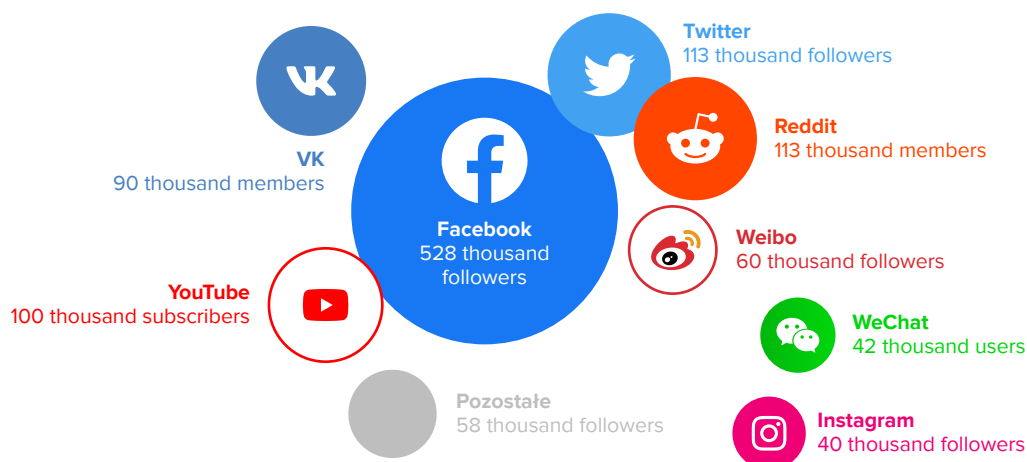 Twitter
113 thousand followers
Reddit
113 thousand members
VK
VK
90 thousand members
Facebook
528 thousand
followers
Weibo
60 thousand followers
YouTube
100 thousand subscribers
WeChat
42 thousand users
Pozostałe
58 thousand followers
Instagram
40 thousand followers